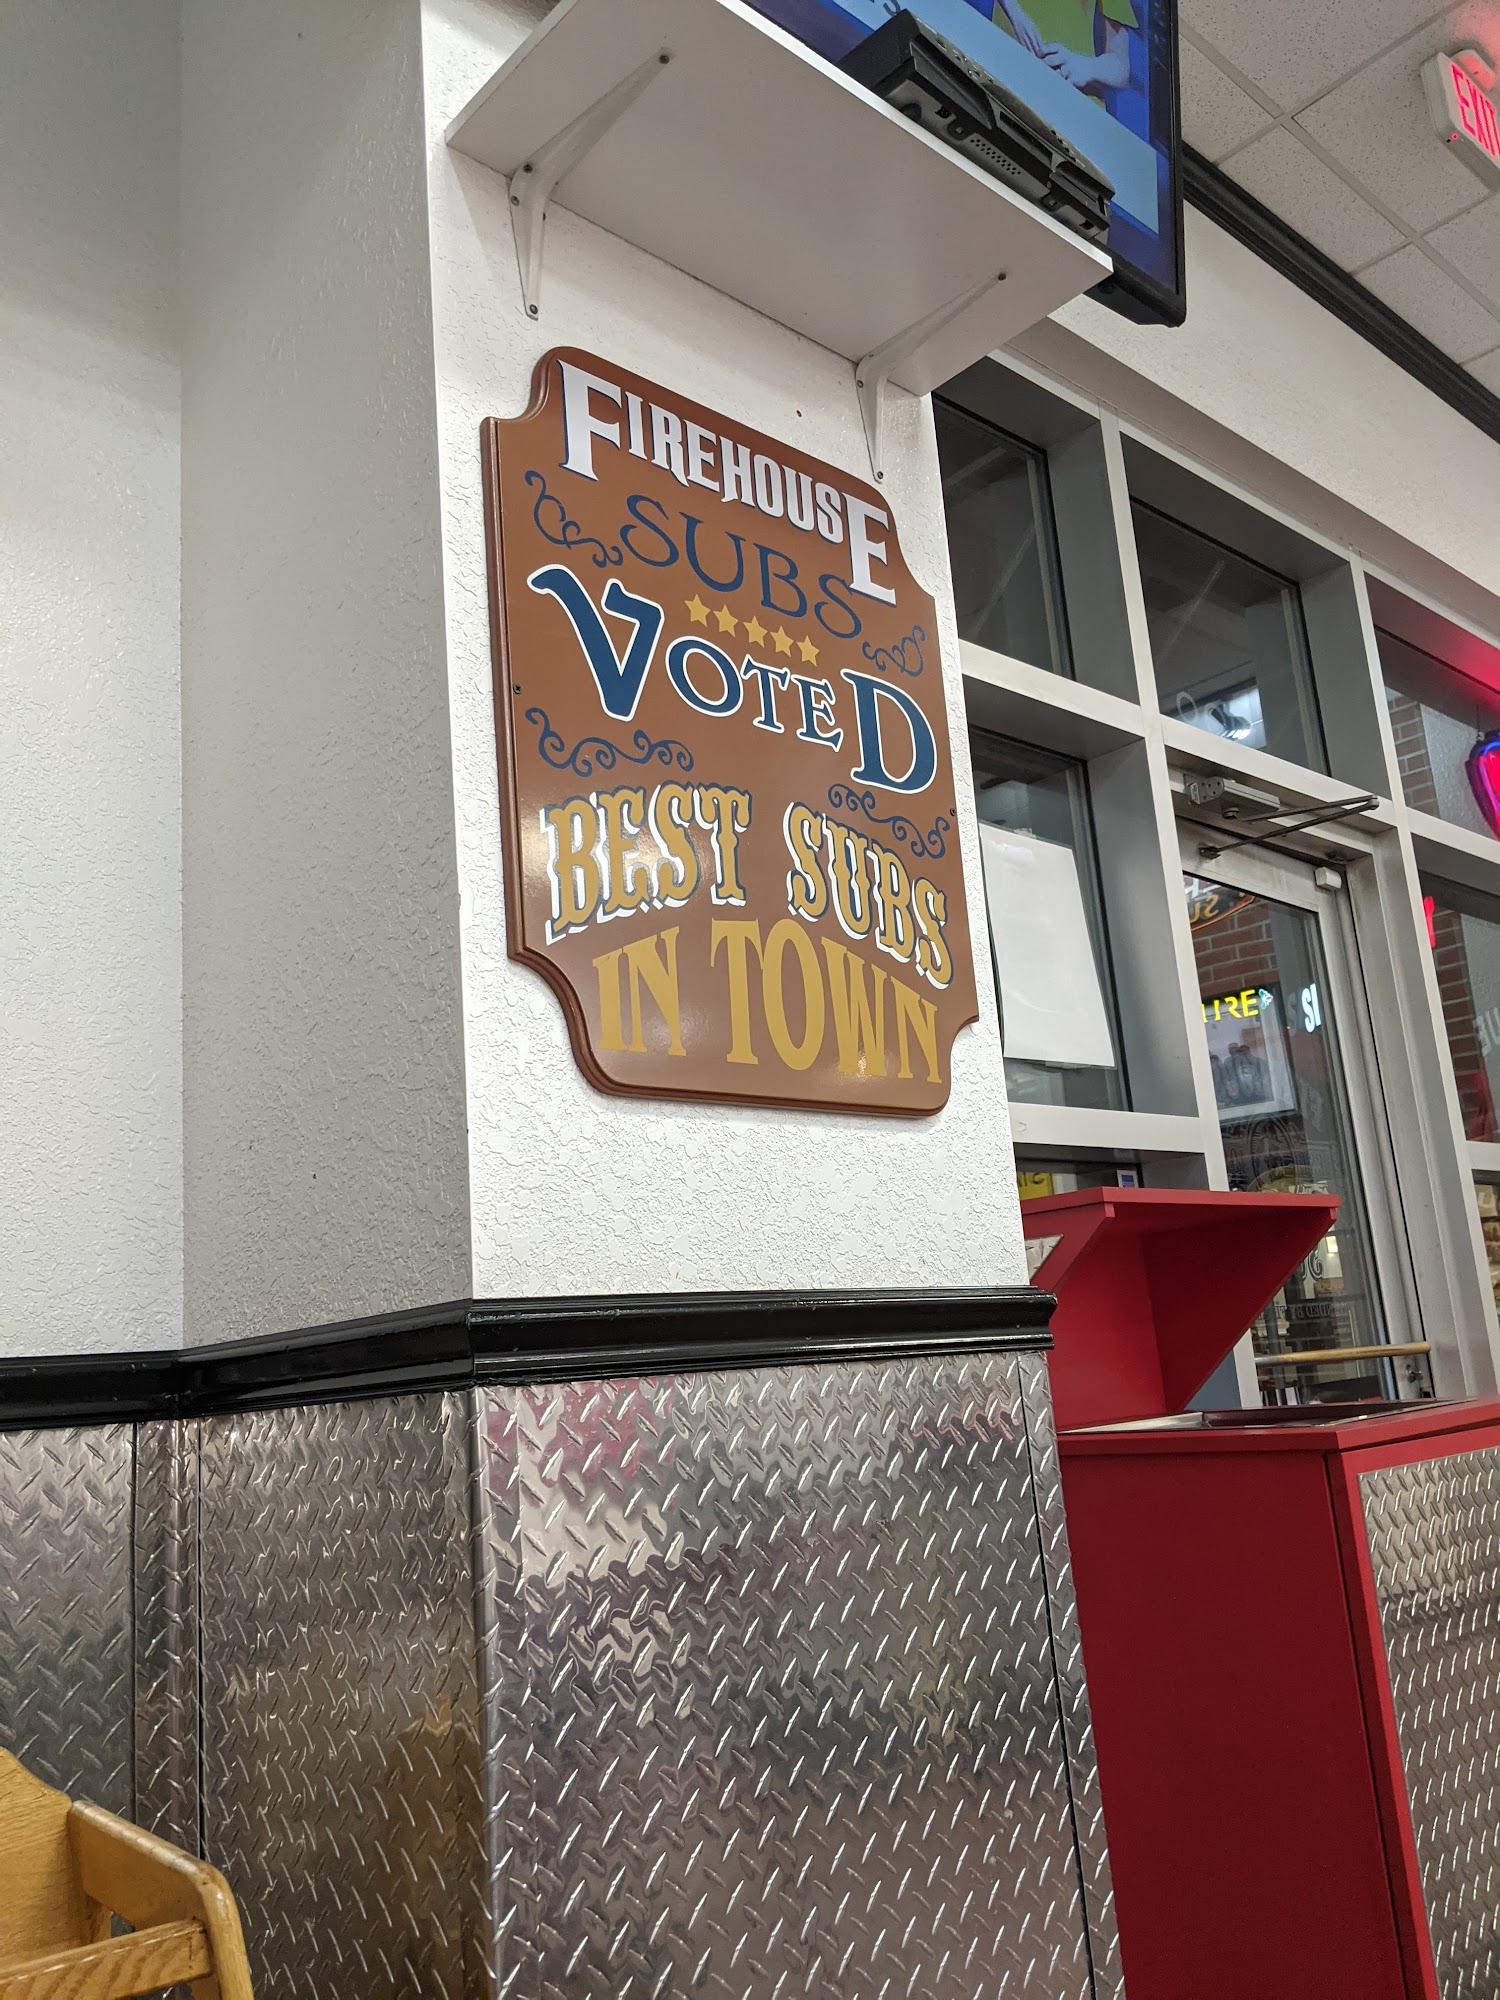 EXIT
FIREHOUSE
SUBS
VOTED
BEST SUBS
IN TOWN